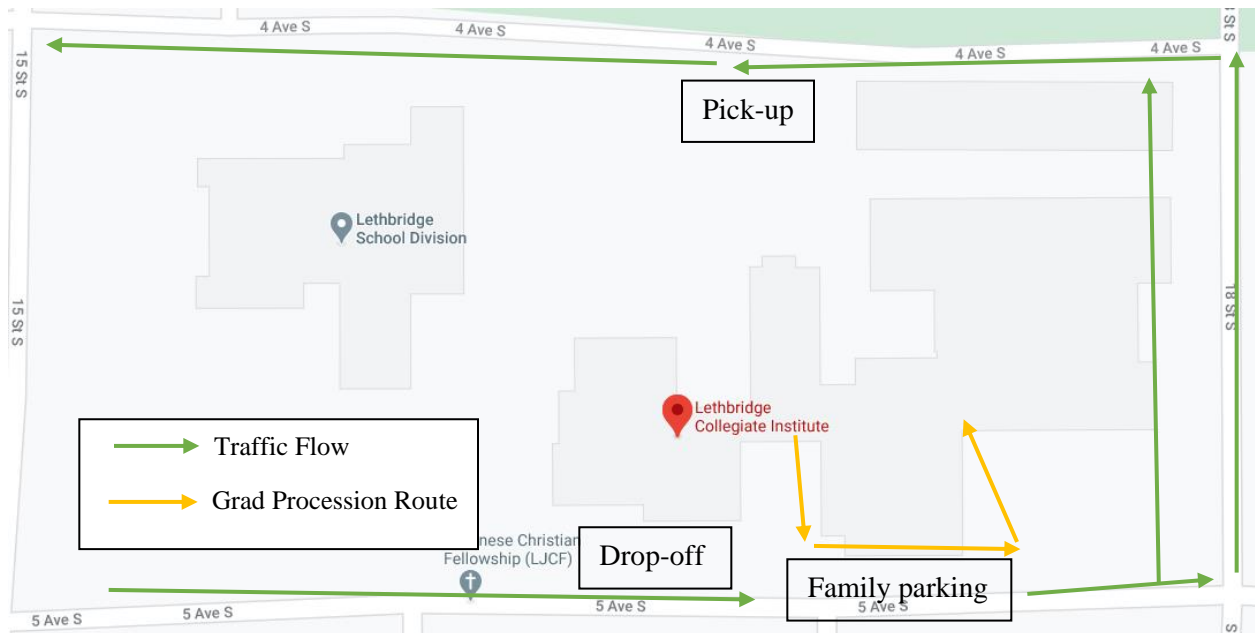 4 Ave S
4 Ave S
4 Ave S
4 Ave S
4 Ave S
St S
15 St S
Pick-up
Lethbridge
School Division
15 St S
18 St S
Lethbridge
Collegiate Institute
Traffic Flow
Grad Procession Route
nese Christian
Fellowship (LJCF)
Drop-off
Family parking
5 Ave S
5 Ave S
5 Ave S
5 Ave S
S